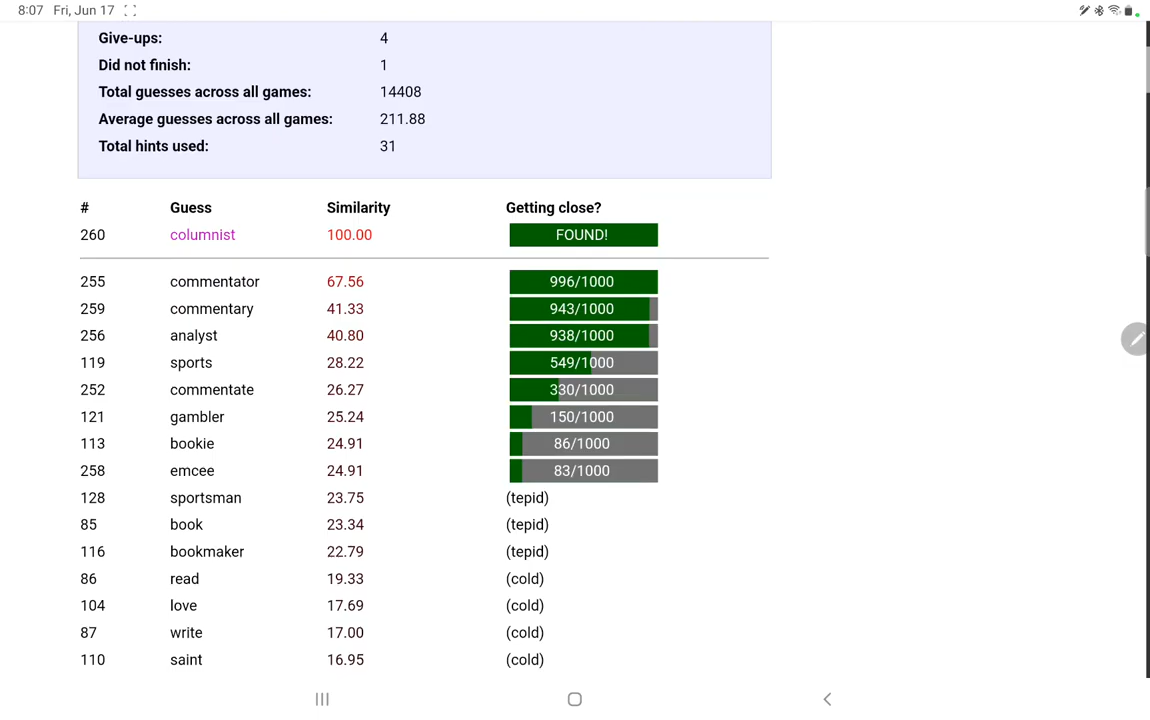 8:07 Fri, Jun 17
Give-ups: 4
Did not finish: 1
Total guesses across all games: 14408
Average guesses across all games: 211.88
Total hints used: 31
# Guess Similarity Getting close?
260 columnist 100.00 FOUND!
255 commentator 67.56 996/1000
259 commentary 41.33 943/1000
256 analyst 40.80 938/1000
119 sports 28.22 549/1000
252 commentate 26.27 330/1000
121 gambler 25.24 150/1000
113 bookie 24.91 86/1000
258 emcee 24.91 83/1000
128 sportsman 23.75 (tepid)
85 book 23.34 (tepid)
116 bookmaker 22.79 (tepid)
86 read 19.33 (cold)
104 love 17.69 (cold)
87 write 17.00 (cold)
110 saint 16.95 (cold)